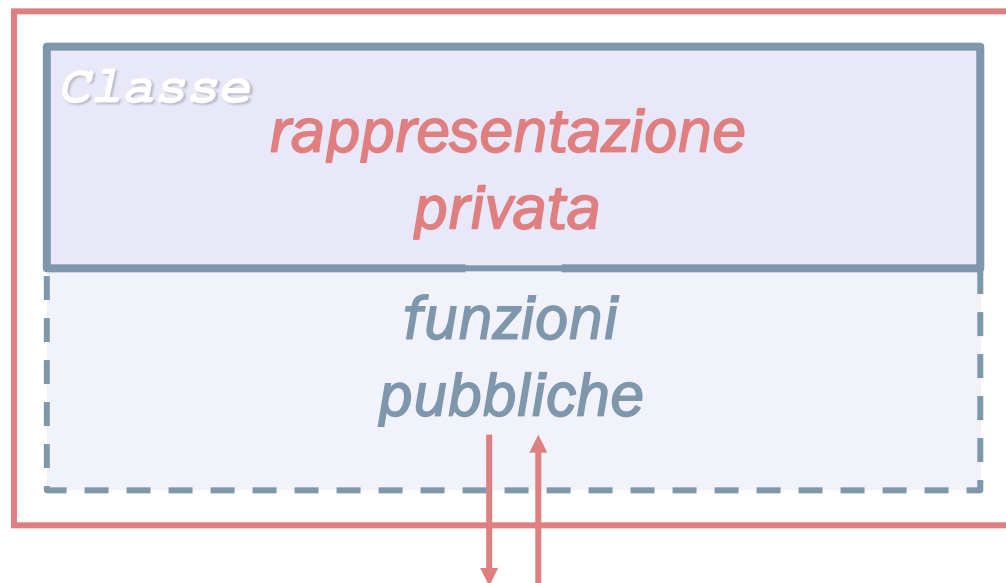 Classe
rappresentazione
privata
funzioni
pubbliche